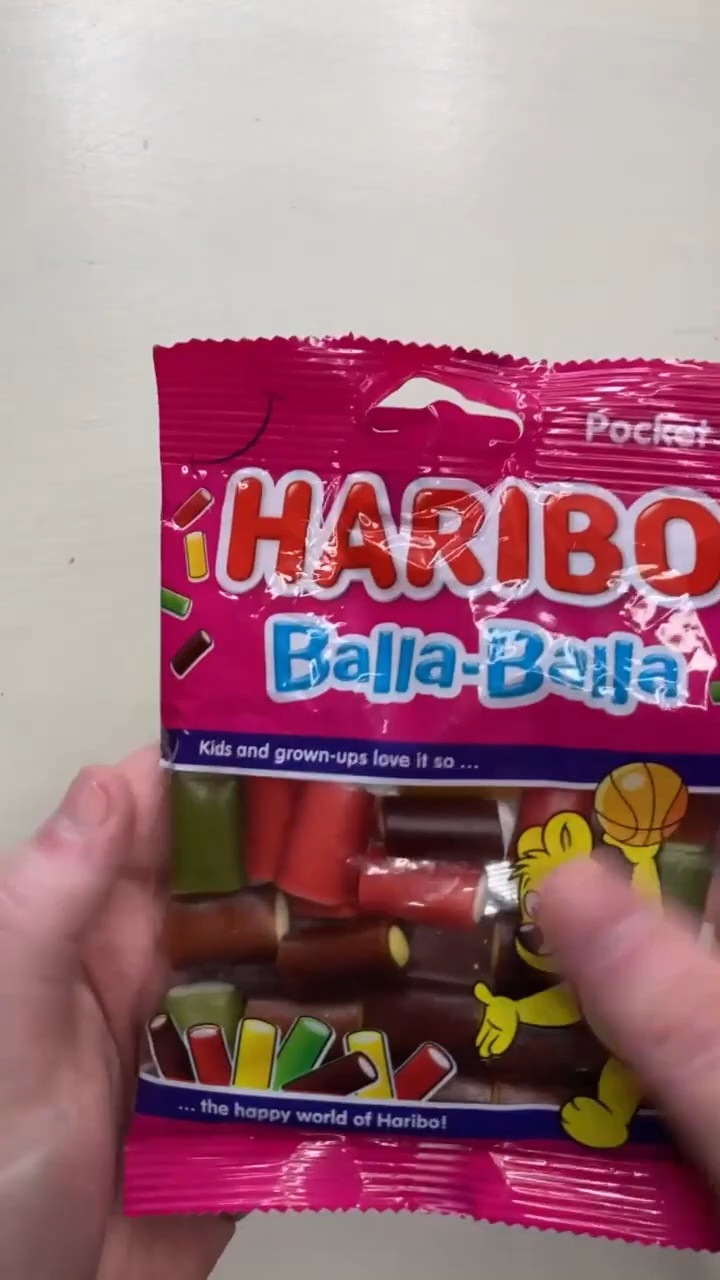 Pocket
HARIBO
Balla-Balla
Kids and grown-ups love it so ...
... the happy world of Haribo!